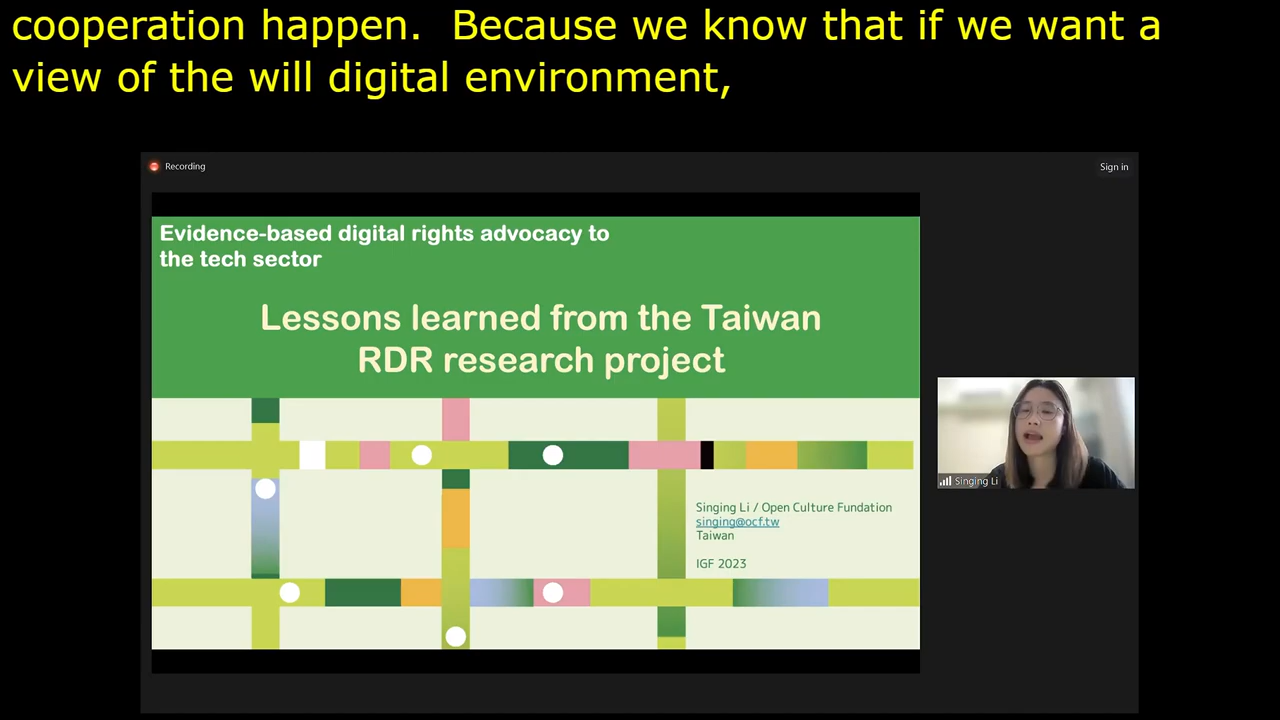 cooperation happen.  Because we know that if we want a
view of the will digital environment,
Recording
Sign in
Evidence-based digital rights advocacy to
the tech sector
Lessons learned from the Taiwan
RDR research project
Singing Li / Open Culture Fundation
singing@ocf.tw
Taiwan
IGF 2023
Singing Li